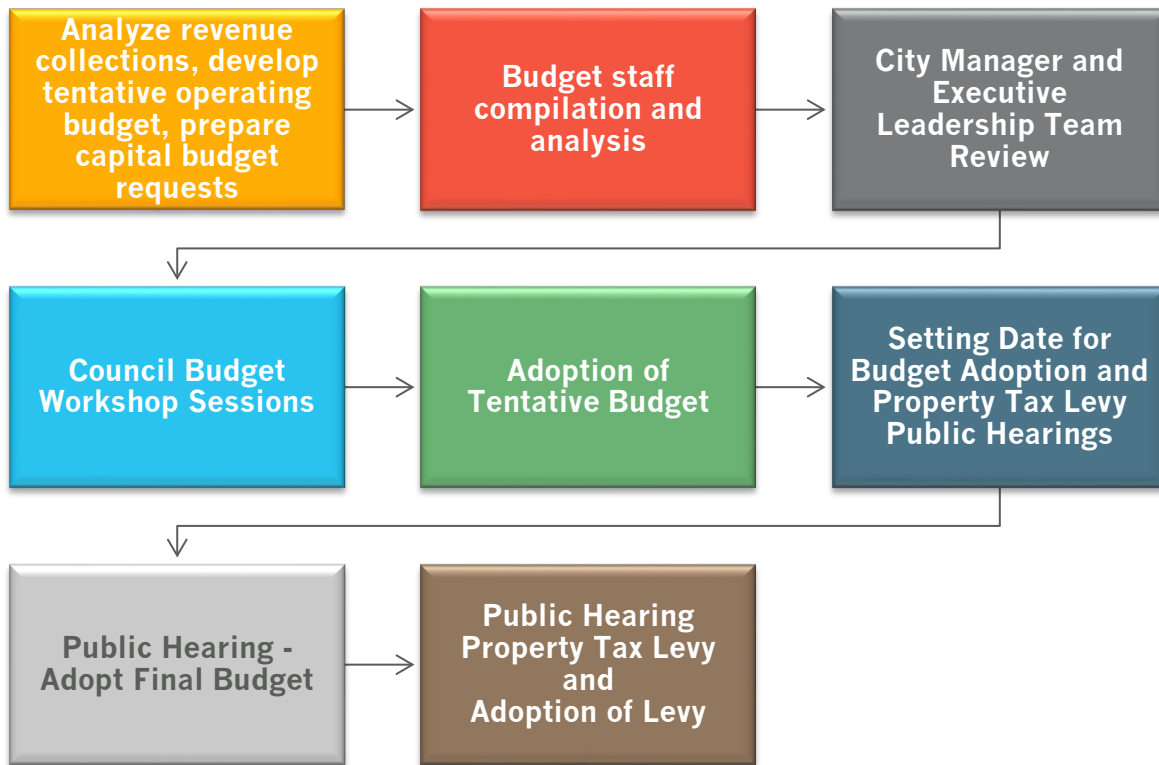 Analyze revenue
collections, develop
tentative operating
budget, prepare
capital budget
requests
Budget staff
compilation and
analysis
City Manager and
Executive
Leadership Team
Review
Council Budget
Workshop Sessions
Adoption of
Tentative Budget
Setting Date for
Budget Adoption and
Property Tax Levy
Public Hearings
Public Hearing -
Adopt Final Budget
Public Hearing
Property Tax Levy
and
Adoption of Levy